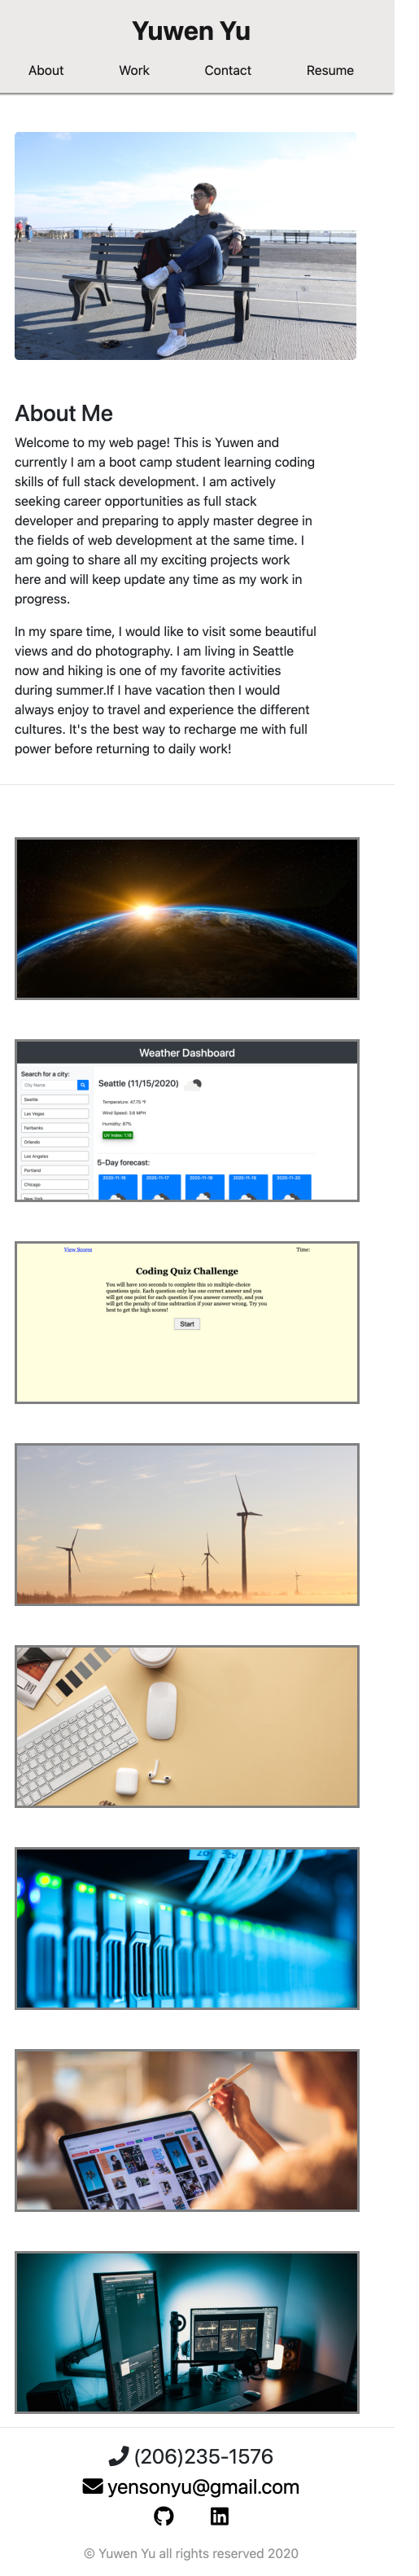 Yuwen Yu
About Work Contact Resume
About Me
Welcome to my web page! This is Yuwen and
currently I am a boot camp student learning coding
skills of full stack development. I am actively
seeking career opportunities as full stack
developer and preparing to apply master degree in
the fields of web development at the same time. I
am going to share all my exciting projects work
here and will keep update any time as my work in
progress.
In my spare time, I would like to visit some beautiful
views and do photography. I am living in Seattle
now and hiking is one of my favorite activities
during summer.If I have vacation then I would
always enjoy to travel and experience the different
cultures. It's the best way to recharge me with full
power before returning to daily work!
Weather Dashboard
Search for a city:
City Name
Seattle
Las Vegas
Fairbanks
Orlando
Los Angeles
Portland
Chicago
New York
Seattle (11/15/2020)
Temperature: 47.75 °F
Wind Speed: 3.6 MPH
Humidity: 87%
UV Index: 1.18
5-Day forecast:
2020-11-16 2020-11-17 2020-11-18 2020-11-19 2020-11-20
View Scores Time:
Coding Quiz Challenge
You will have 100 seconds to complete this 10 multiple-choice
questions quiz. Each question only has one correct answer and you
will get one point for each question if you answer correctly, and you
will get the penalty of time subtraction if your answer wrong. Try you
best to get the high scores!
Start
(206)235-1576
yensonyu@gmail.com
© Yuwen Yu all rights reserved 2020